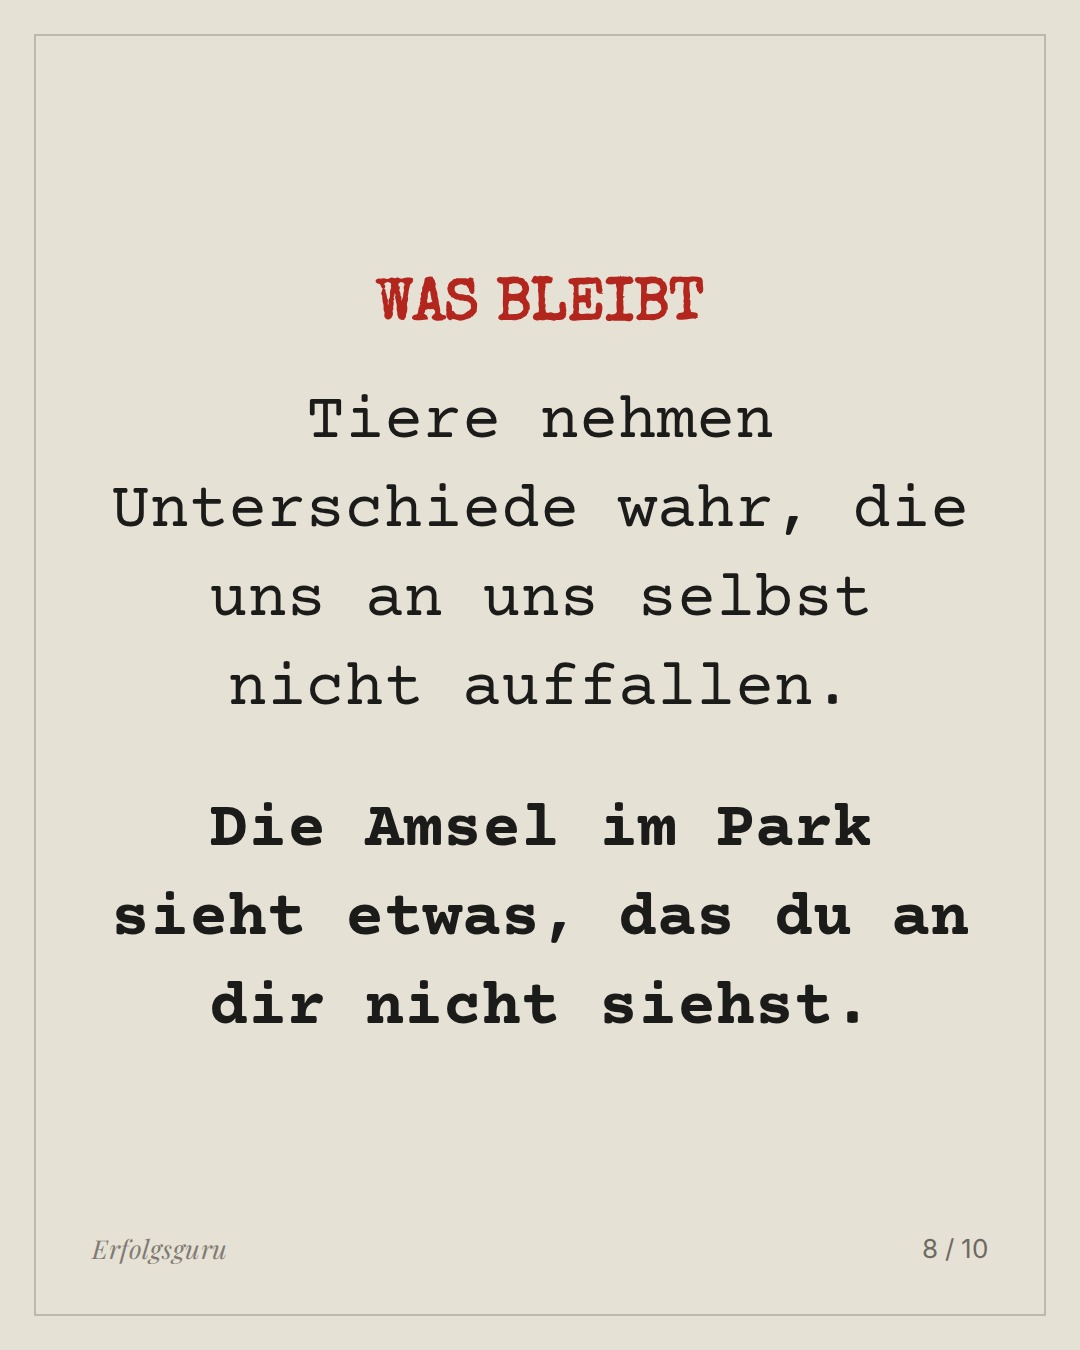 WAS BLEIBT
Tiere nehmen
Unterschiede wahr, die
uns an uns selbst
nicht auffallen.
Die Amsel im Park
sieht etwas, das du an
dir nicht siehst.
Erfolgsguru
8 / 10